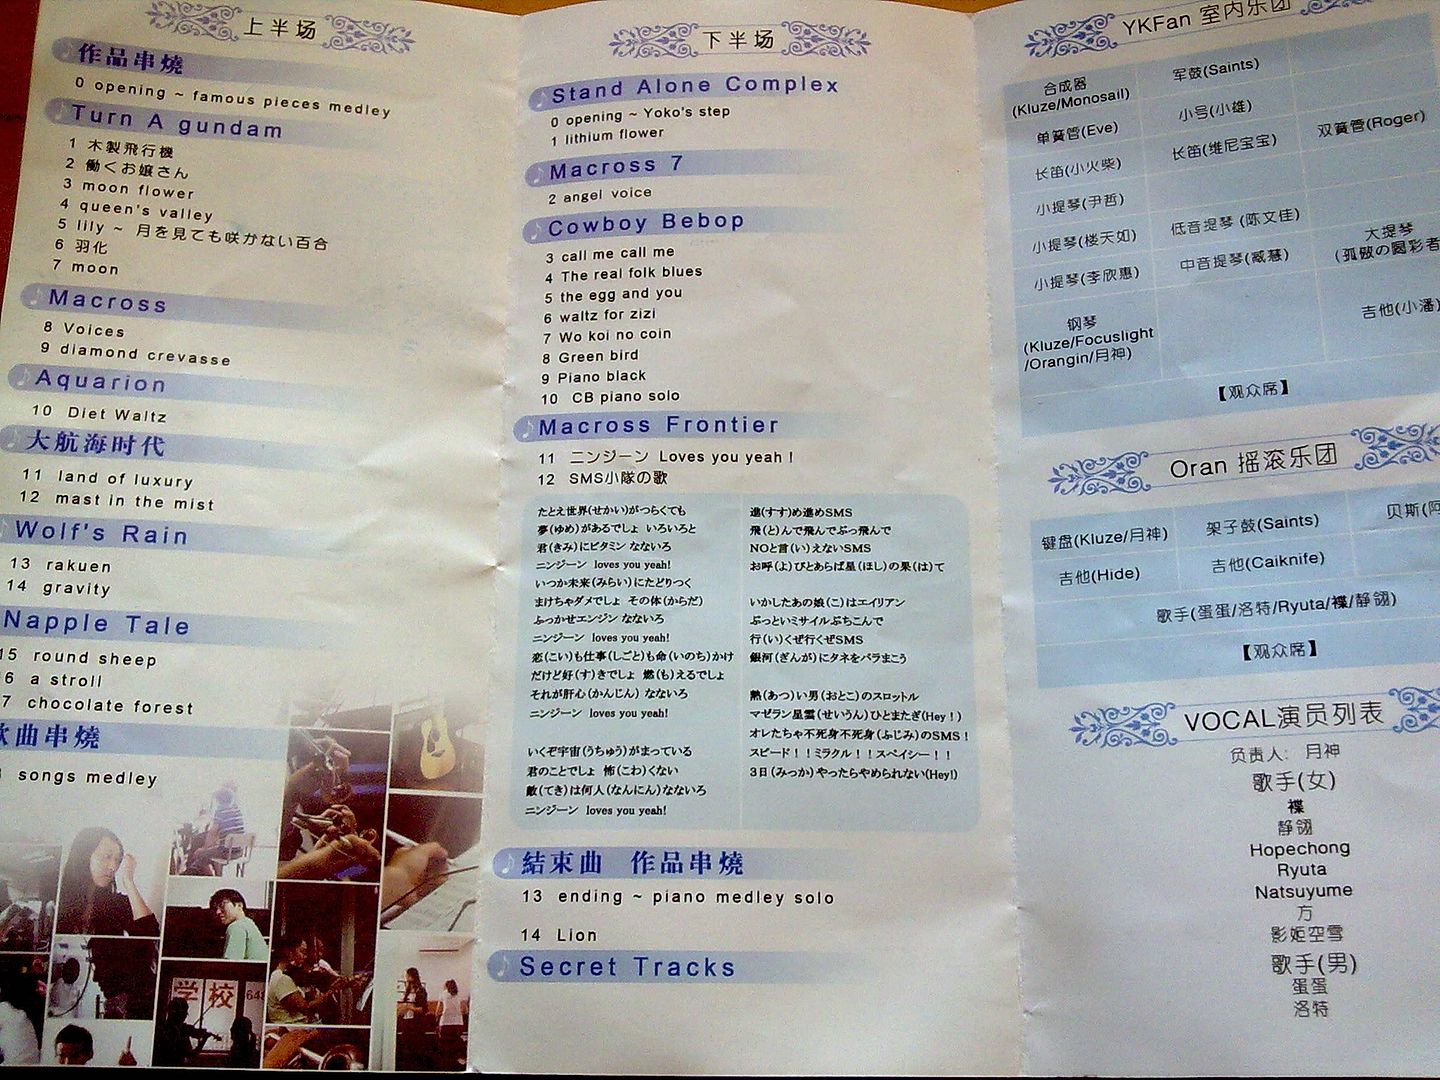 上半场
作品串燒
0 opening ~ famous pieces medley
Turn A gundam
1 木製飛行機
2 働くお嬢さん
3 moon flower
4 queen's valley
5 lily ~ 月を見ても咲かない百合
6 羽化
7 moon
Macross
8 Voices
9 diamond crevasse
Aquarion
10 Diet Waltz
大航海时代
11 land of luxury
12 mast in the mist
Wolf's Rain
13 rakuen
14 gravity
Napple Tale
15 round sheep
6 a stroll
7 chocolate forest
歌曲串燒
songs medley
学校
下半场
Stand Alone Complex
0 opening ~ Yoko's step
1 lithium flower
Macross 7
2 angel voice
Cowboy Bebop
3 call me call me
4 The real folk blues
5 the egg and you
6 waltz for zizi
7 Wo koi no coin
8 Green bird
9 Piano black
10 CB piano solo
Macross Frontier
11 ニンジーン Loves you yeah！
12 SMS小隊の歌
たとえ世界(せかい)がつらくても
夢(ゆめ)があるでしょ いろいろと
君(きみ)にビタミン なないろ
ニンジーン loves you yeah!
いつか未来(みらい)にたどりつく
まけちゃダメでしょ その体(からだ)
ふっかせエンジン なないろ
ニンジーン loves you yeah!
恋(こい)も仕事(しごと)も命(いのち)かけ
だけど好(す)きでしょ 燃(も)えるでしょ
それが肝心(かんじん) なないろ
ニンジーン loves you yeah!
いくぞ宇宙(うちゅう)がまっている
君のことでしょ 怖(こわ)くない
敵(てき)は何人(なんにん)なないろ
ニンジーン loves you yeah!
進(すす)め進めSMS
飛(と)んで飛んでぶっ飛んで
NOと言(い)えないSMS
お呼(よ)びとあらば星(ほし)の果(は)て
いかしたあの娘(こ)はエイリアン
ぶっといミサイルぶちこんで
行(い)くぜ行くぜSMS
銀河(ぎんが)にタネをバラまこう
熱(あつ)い男(おとこ)のスロットル
マゼラン星雲(せいうん)ひとまたぎ(Hey！)
オレたちゃ不死身不死身(ふじみ)のSMS！
スピード！！ミラクル！！スペイシー！！
3日(みっか)やったらやめられない(Hey!)
結束曲 作品串燒
13 ending ~ piano medley solo
14 Lion
Secret Tracks
YKFan 室内乐团
合成器 军鼓(Saints)
(Kluze/Monosail)
单簧管(Eve) 小号(小雄)
长笛(小火柴) 长笛(维尼宝宝) 双簧管(Roger)
小提琴(尹哲)
小提琴(楼天如) 低音提琴 (陈文佳) 大提琴
小提琴(李欣惠) 中音提琴(臧慧) (孤傲の喝彩者
钢琴 吉他(小潘)
(Kluze/Focuslight
/Orangin/月神)
【观众席】
Oran 摇滚乐团
键盘(Kluze/月神) 架子鼓(Saints) 贝斯(阿
吉他(Hide) 吉他(Caiknife)
歌手(蛋蛋/洛特/Ryuta/襟/静翎)
【观众席】
VOCAL演员列表
负责人: 月神
歌手(女)
静翎
Hopechong
Ryuta
Natsuyume
方
影姬空雪
歌手(男)
蛋蛋
洛特